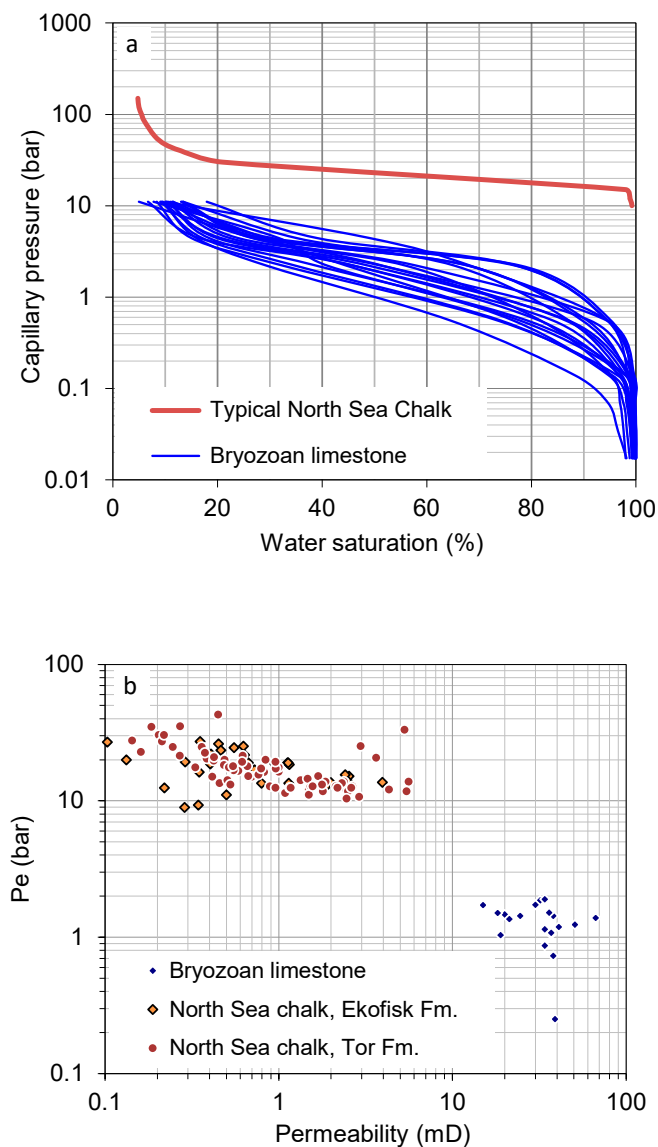 1000
a
100
10
1
0.1
0.01
Capillary pressure (bar)
Typical North Sea Chalk
Bryozoan limestone
0 20 40 60 80 100
Water saturation (%)
100
b
10
1
0.1
Pe (bar)
Bryozoan limestone
North Sea chalk, Ekofisk Fm.
North Sea chalk, Tor Fm.
0.1 1 10 100
Permeability (mD)